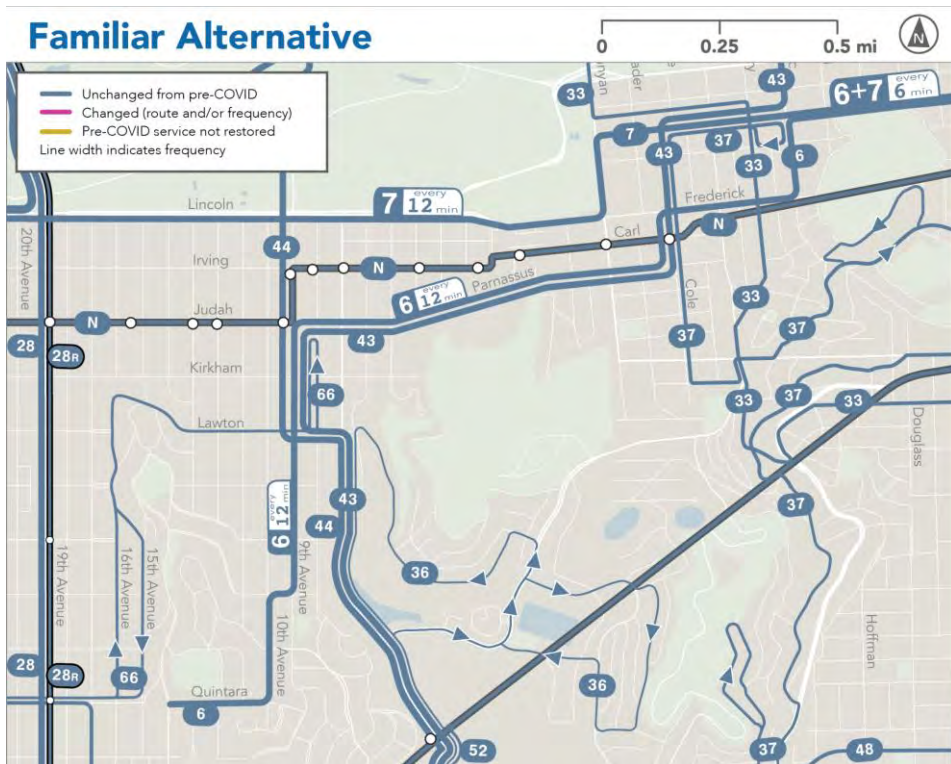 Familiar Alternative
0 0.25 0.5 mi
N
Unchanged from pre-COVID
Changed (route and/or frequency)
Pre-COVID service not restored
Line width indicates frequency
33
43
6+7 every 6 min
7
43
37
33
6
Lincoln
7 every 12 min
Frederick
N
20th Avenue
44
Irving
N
Carl
Parnassus
6 every 12 min
Cole
33
Judah
N
28
28R
43
37
37
Kirkham
66
33
37
33
Lawton
Douglass
6 every 12 min
43
44
37
19th Avenue
16th Avenue
15th Avenue
9th Avenue
36
10th Avenue
Hoffman
28
28R
66
36
Quintara
6
52
37
48